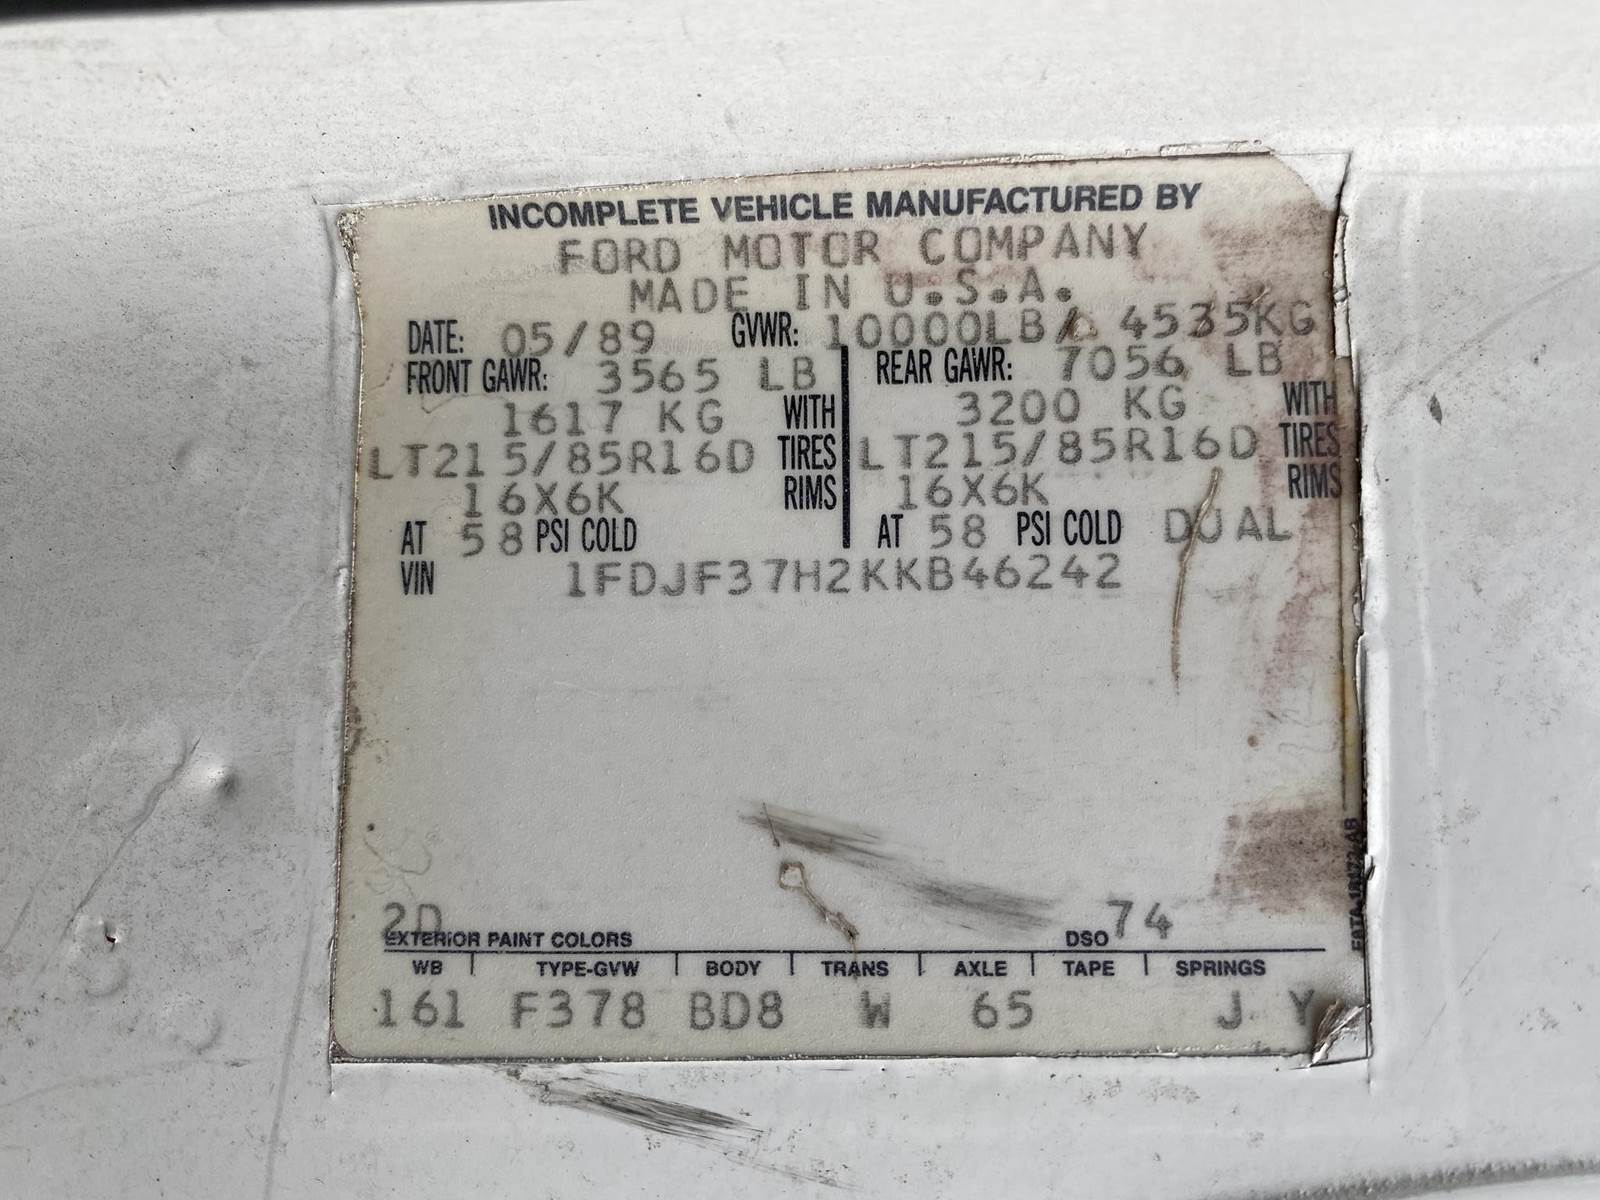 INCOMPLETE VEHICLE MANUFACTURED BY
FORD MOTOR COMPANY
MADE IN U.S.A.
DATE: 05/89 GVWR: 10000LB/ 4535KG
FRONT GAWR: 3565 LB REAR GAWR: 7056 LB
1617 KG WITH 3200 KG WITH
LT215/85R16D TIRES LT215/85R16D TIRES
16X6K RIMS 16X6K RIMS
AT 58 PSI COLD AT 58 PSI COLD DUAL
VIN 1FDJF37H2KKB46242
2D 74
EXTERIOR PAINT COLORS DSO
WB TYPE-GVW BODY TRANS AXLE TAPE SPRINGS
161 F378 BD8 W 65 J Y